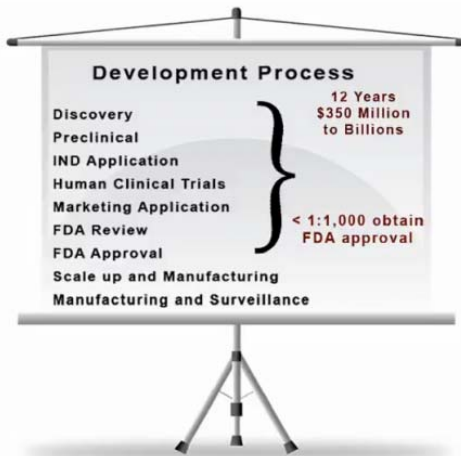 Development Process
12 Years
$350 Million
to Billions
Discovery
Preclinical
IND Application
Human Clinical Trials
Marketing Application
FDA Review
FDA Approval
Scale up and Manufacturing
Manufacturing and Surveillance
< 1:1,000 obtain
FDA approval